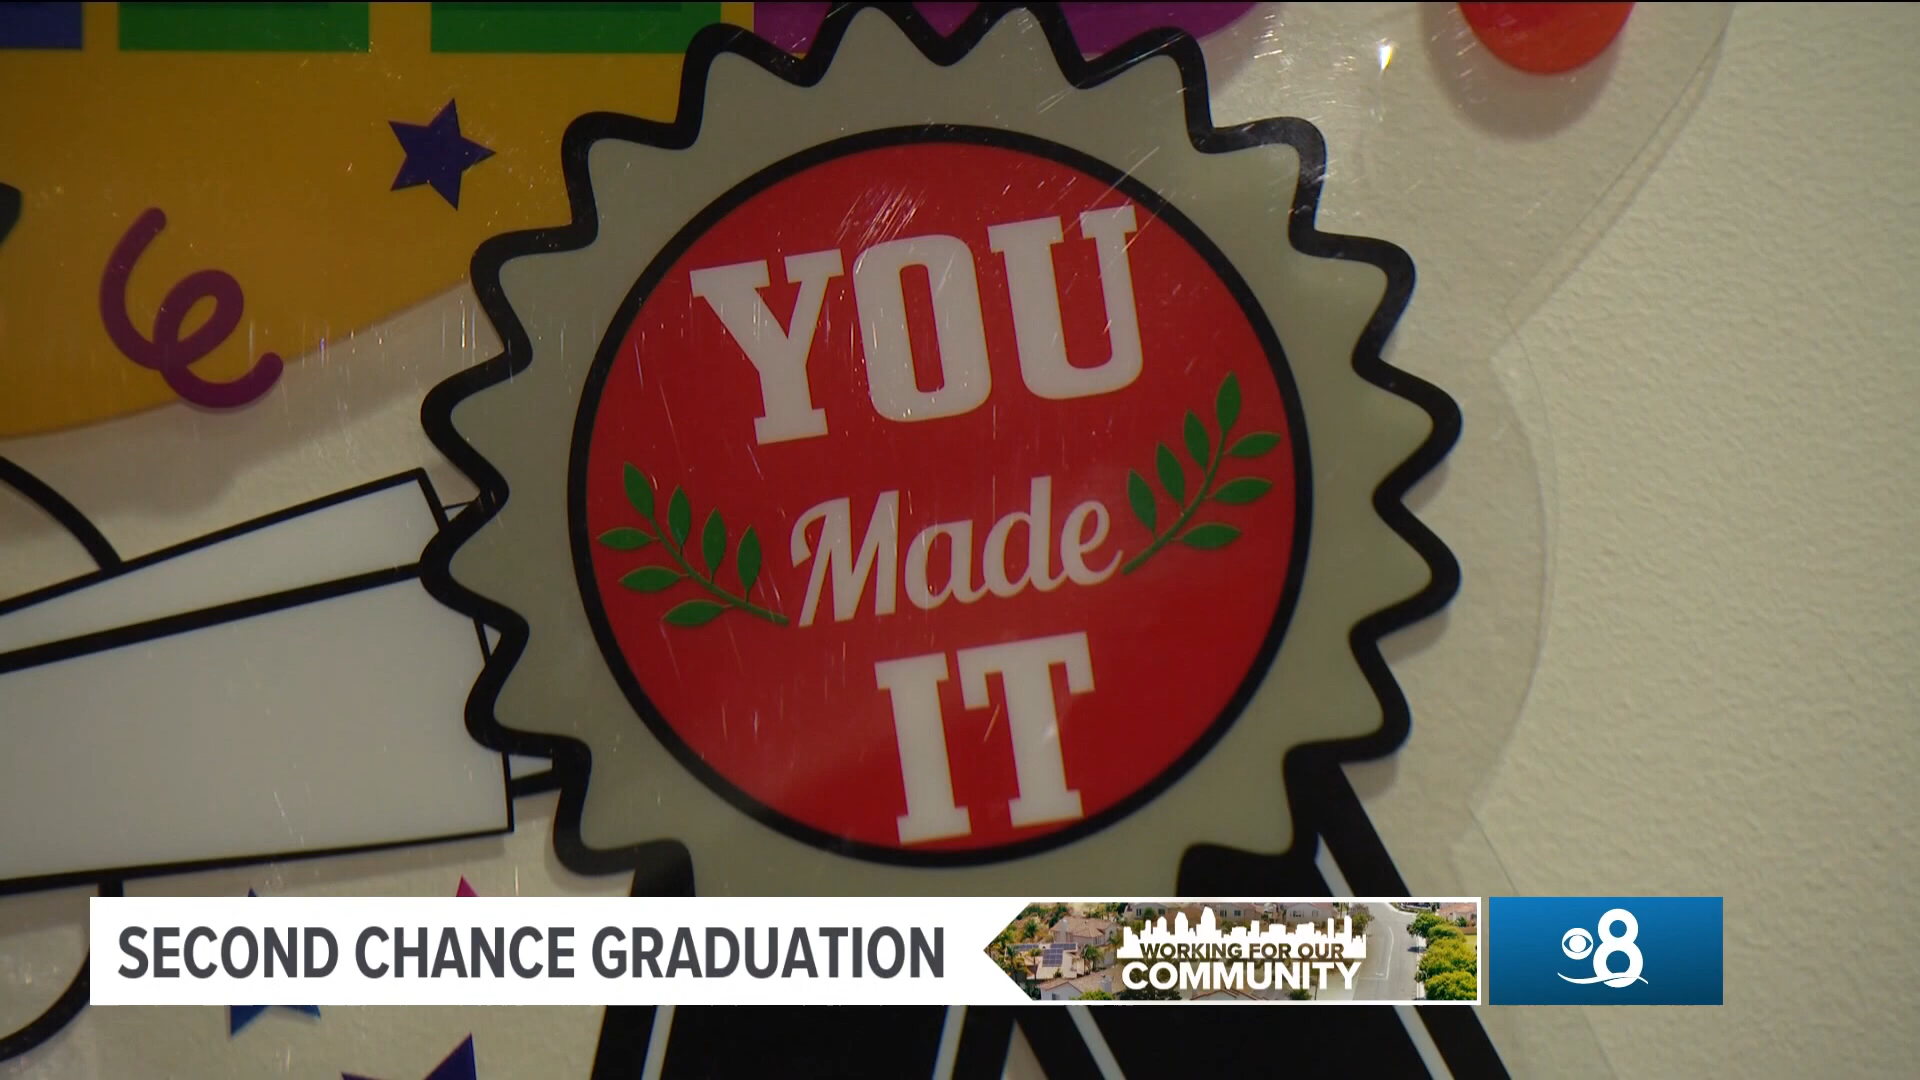 YOU
Made
IT
SECOND CHANCE GRADUATION
WORKING FOR OUR
COMMUNITY
8